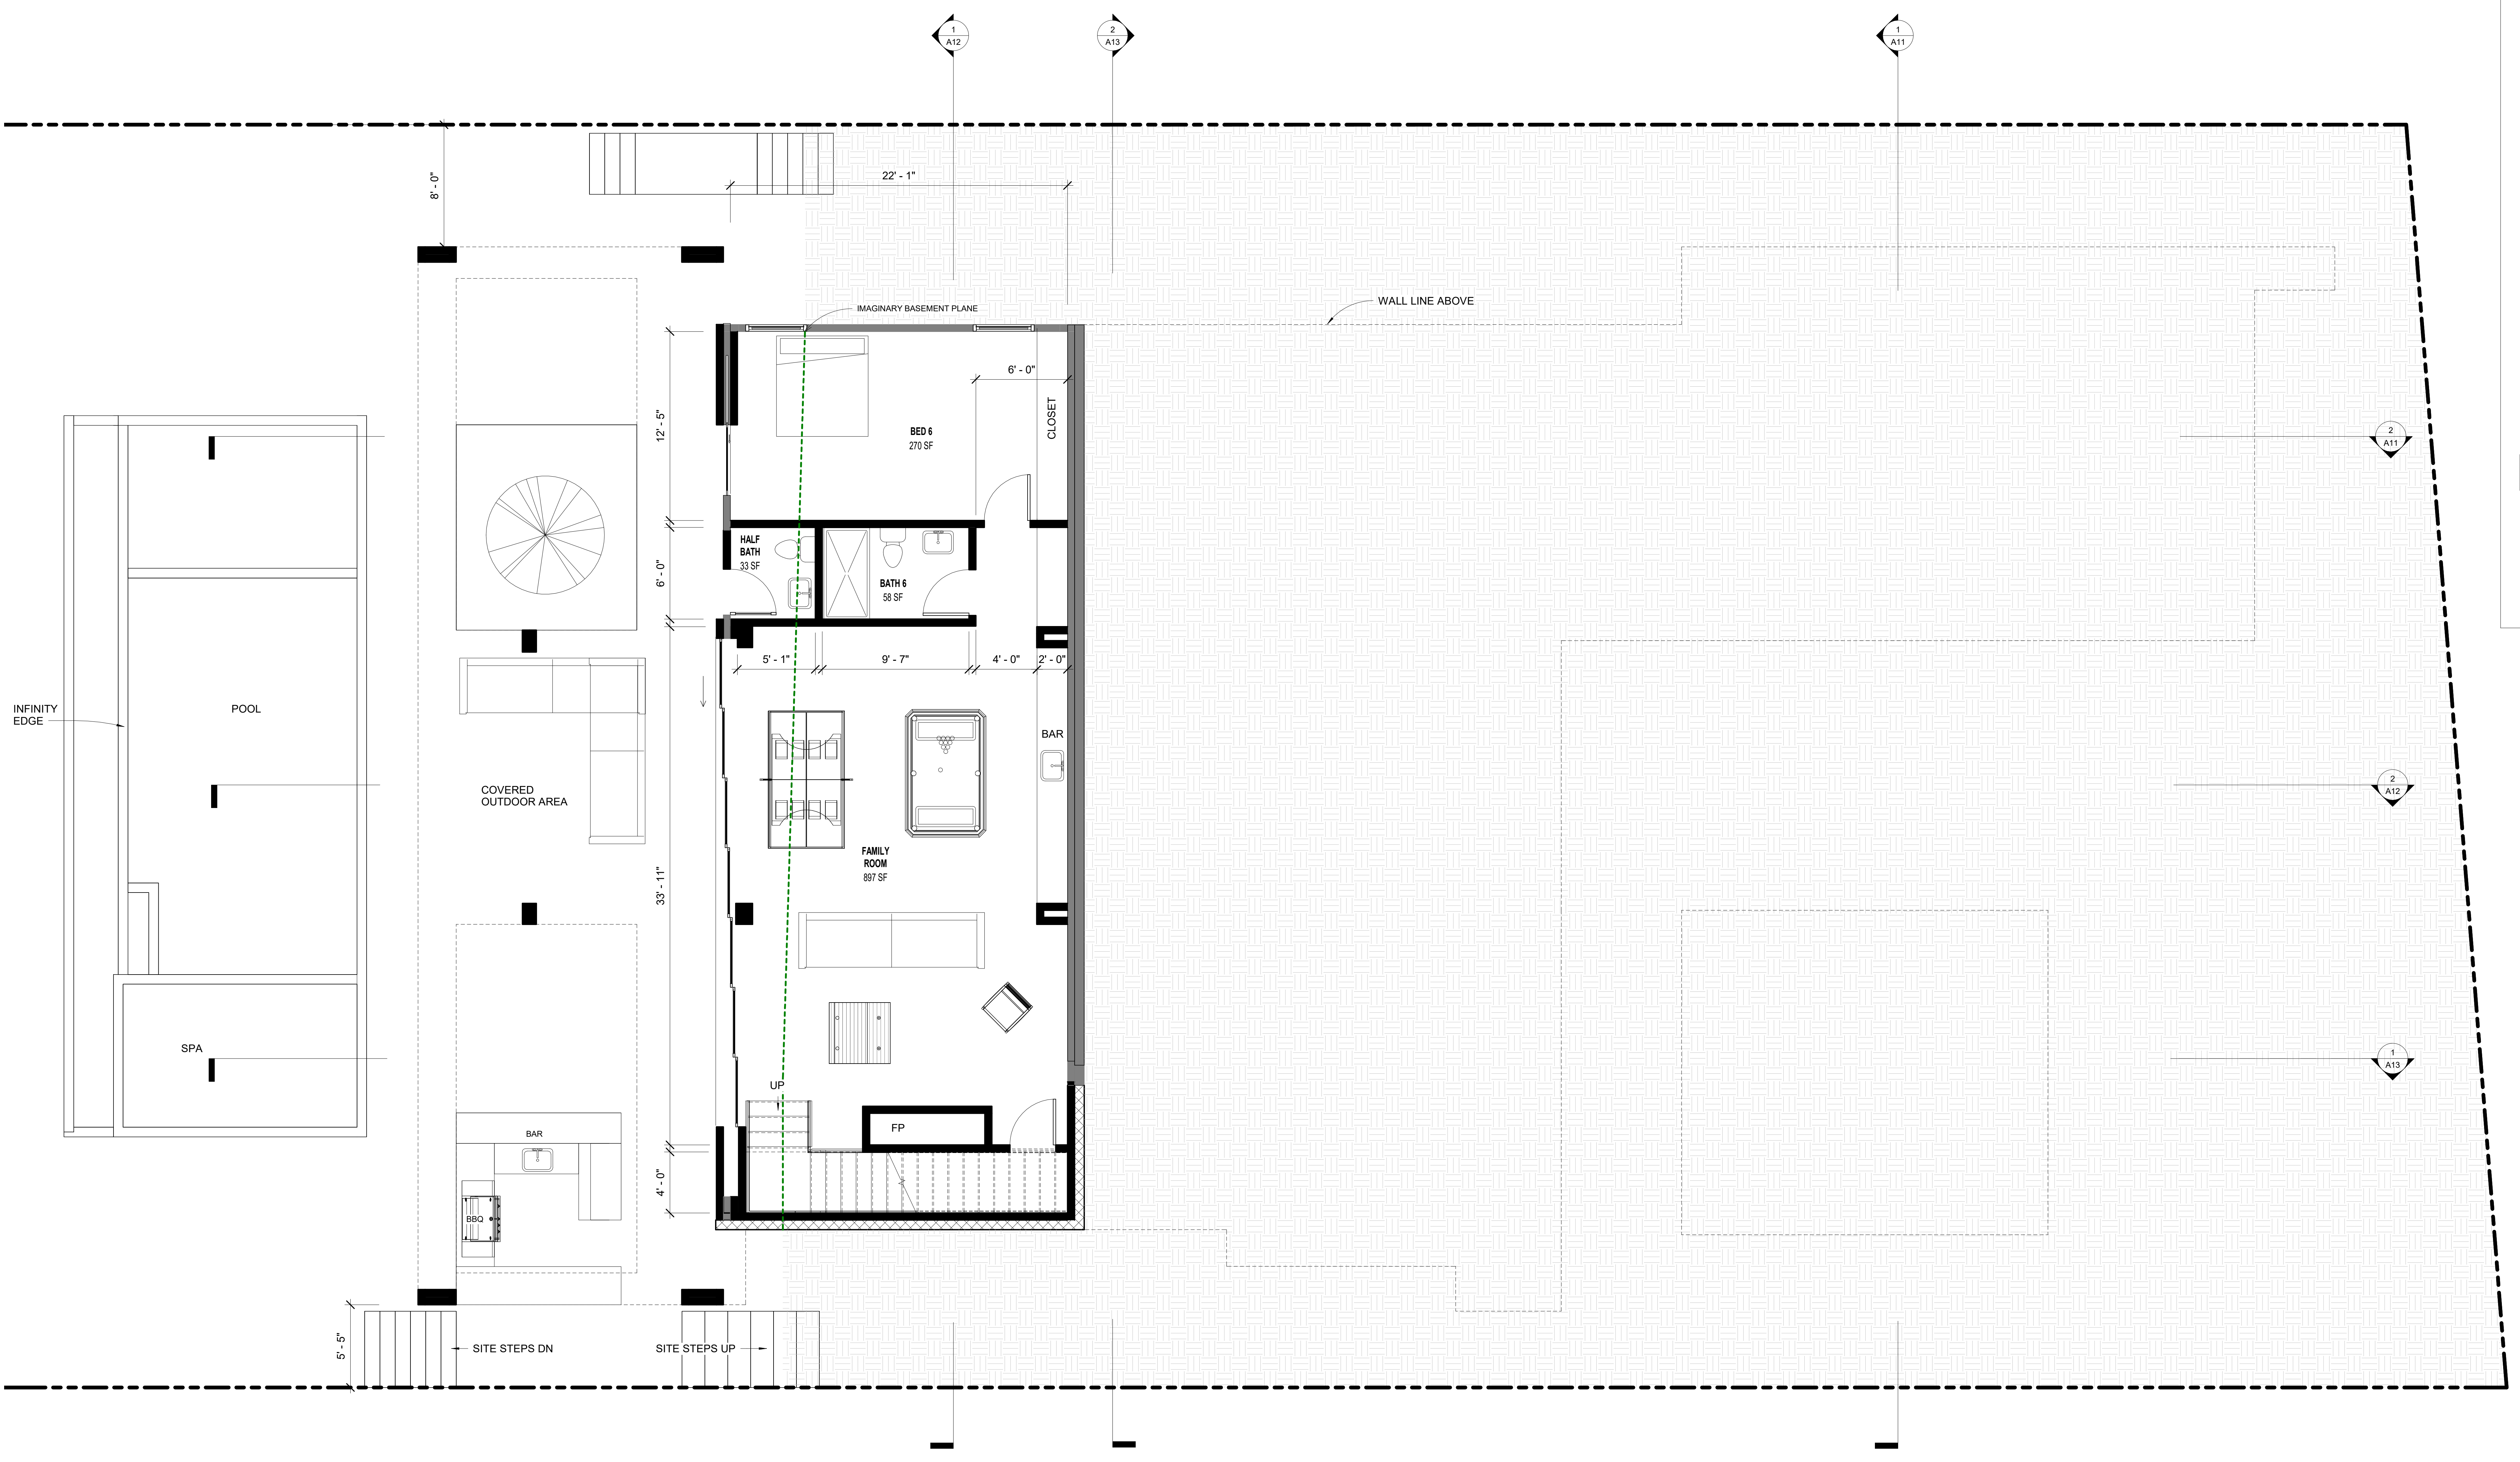 1
A12
2
A13
1
A11
8' - 0"
22' - 1"
IMAGINARY BASEMENT PLANE
WALL LINE ABOVE
6' - 0"
12' - 5"
CLOSET
BED 6
270 SF
2
A11
HALF
BATH
33 SF
6' - 0"
BATH 6
58 SF
5' - 1"
9' - 7"
4' - 0"
2' - 0"
INFINITY
EDGE
POOL
BAR
COVERED
OUTDOOR AREA
2
A12
FAMILY
ROOM
897 SF
33' - 11"
SPA
1
A13
UP
FP
BAR
4' - 0"
BBQ
5' - 5"
SITE STEPS DN
SITE STEPS UP